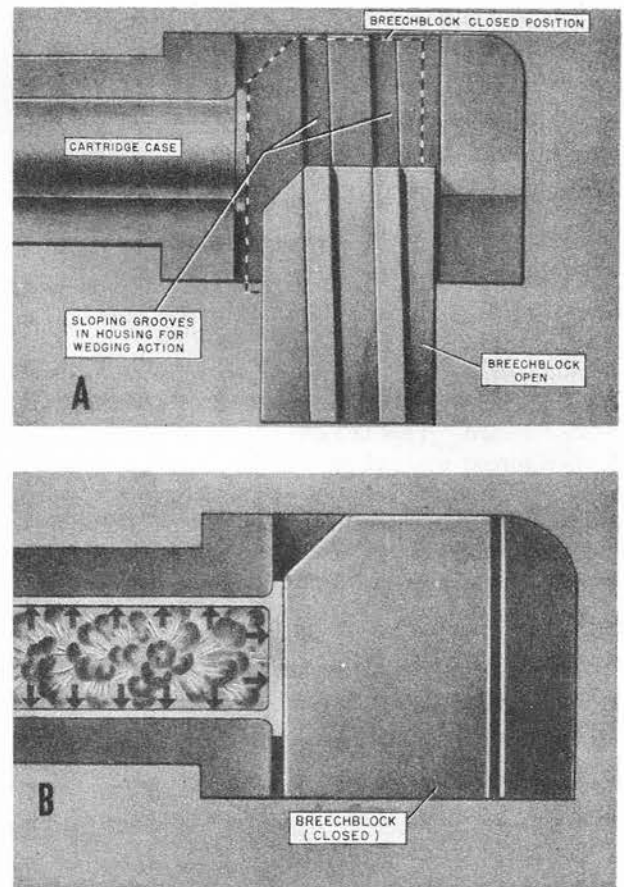 BREECHBLOCK CLOSED POSITION
CARTRIDGE CASE
SLOPING GROOVES
IN HOUSING FOR
WEDGING ACTION
BREECHBLOCK
OPEN
A
B
BREECHBLOCK
(CLOSED)